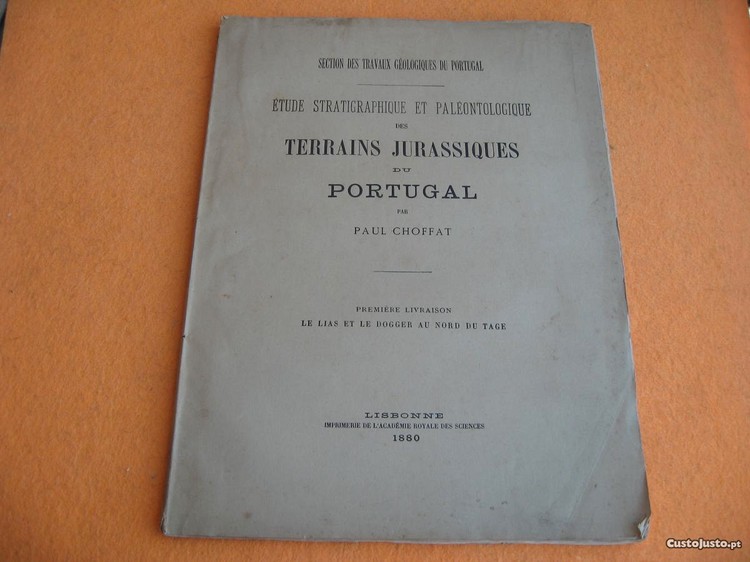 SECTION DES TRAVAUX GÉOLOGIQUES DU PORTUGAL
ÉTUDE STRATIGRAPHIQUE ET PALÉONTOLOGIQUE
DES
TERRAINS JURASSIQUES
DU
PORTUGAL
PAR
PAUL CHOFFAT
PREMIÈRE LIVRAISON
LE LIAS ET LE DOGGER AU NORD DU TAGE
LISBONNE
IMPRIMERIE DE L'ACADÉMIE ROYALE DES SCIENCES
1880
CustoJusto.pt